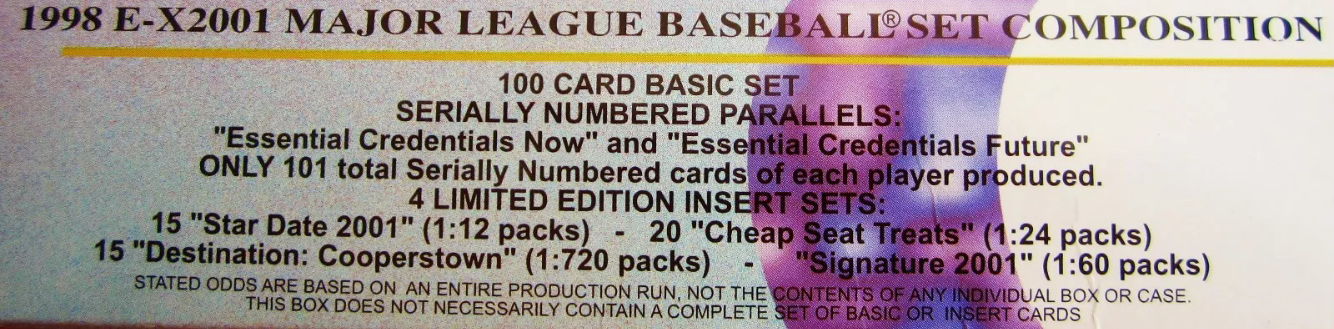 1998 E-X2001 MAJOR LEAGUE BASEBALL® SET COMPOSITION
100 CARD BASIC SET
SERIALLY NUMBERED PARALLELS:
"Essential Credentials Now" and "Essential Credentials Future"
ONLY 101 total Serially Numbered cards of each player produced.
4 LIMITED EDITION INSERT SETS:
15 "Star Date 2001" (1:12 packs) - 20 "Cheap Seat Treats" (1:24 packs)
15 "Destination: Cooperstown" (1:720 packs) - "Signature 2001" (1:60 packs)
STATED ODDS ARE BASED ON AN ENTIRE PRODUCTION RUN, NOT THE CONTENTS OF ANY INDIVIDUAL BOX OR CASE.
THIS BOX DOES NOT NECESSARILY CONTAIN A COMPLETE SET OF BASIC OR INSERT CARDS